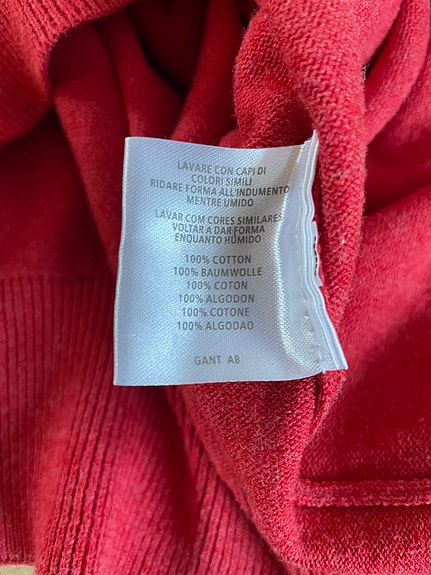 LAVARE CON CAPI DI
COLORI SIMILI
RIDARE FORMA ALL'INDUMENTO
MENTRE UMIDO
LAVAR COM CORES SIMILARES
VOLTAR A DAR FORMA
ENQUANTO HÚMIDO
100% COTTON
100% BAUMWOLLE
100% COTON
100% ALGODON
100% COTONE
100% ALGODAO
GANT AB